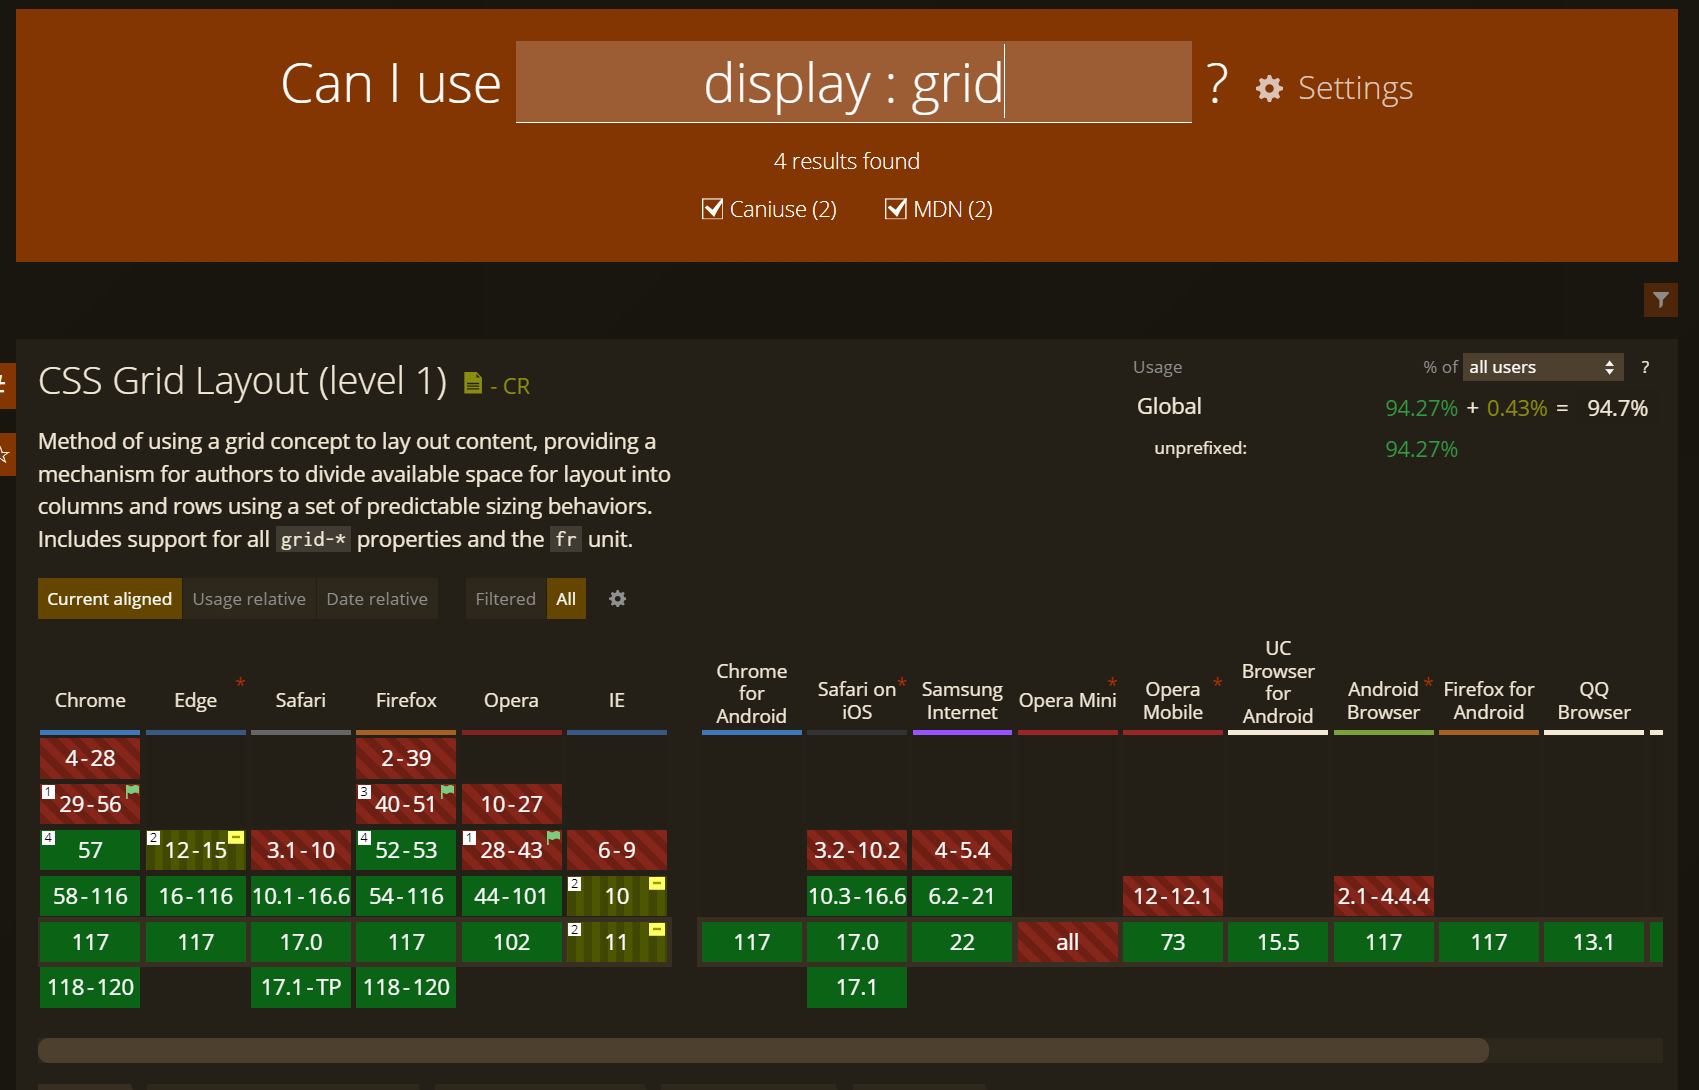 Can I use display : grid ? Settings
4 results found
Caniuse (2) MDN (2)
CSS Grid Layout (level 1) - CR
Method of using a grid concept to lay out content, providing a
mechanism for authors to divide available space for layout into
columns and rows using a set of predictable sizing behaviors.
Includes support for all grid-* properties and the fr unit.
Usage % of all users ?
Global 94.27% + 0.43% = 94.7%
unprefixed: 94.27%
Current aligned Usage relative Date relative Filtered All
Chrome Edge * Safari Firefox Opera IE
Chrome for Android
Safari on iOS *
Samsung Internet
Opera Mini *
Opera Mobile *
UC Browser for Android
Android Browser *
Firefox for Android
QQ Browser
4-28 2-39
1 29-56 3 40-51 10-27
4 57 2 12-15 3.1-10 4 52-53 1 28-43 6-9 3.2-10.2 4-5.4
58-116 16-116 10.1-16.6 54-116 44-101 2 10 10.3-16.6 6.2-21 12-12.1 2.1-4.4.4
117 117 17.0 117 102 2 11 117 17.0 22 all 73 15.5 117 117 13.1
118-120 17.1-TP 118-120 17.1